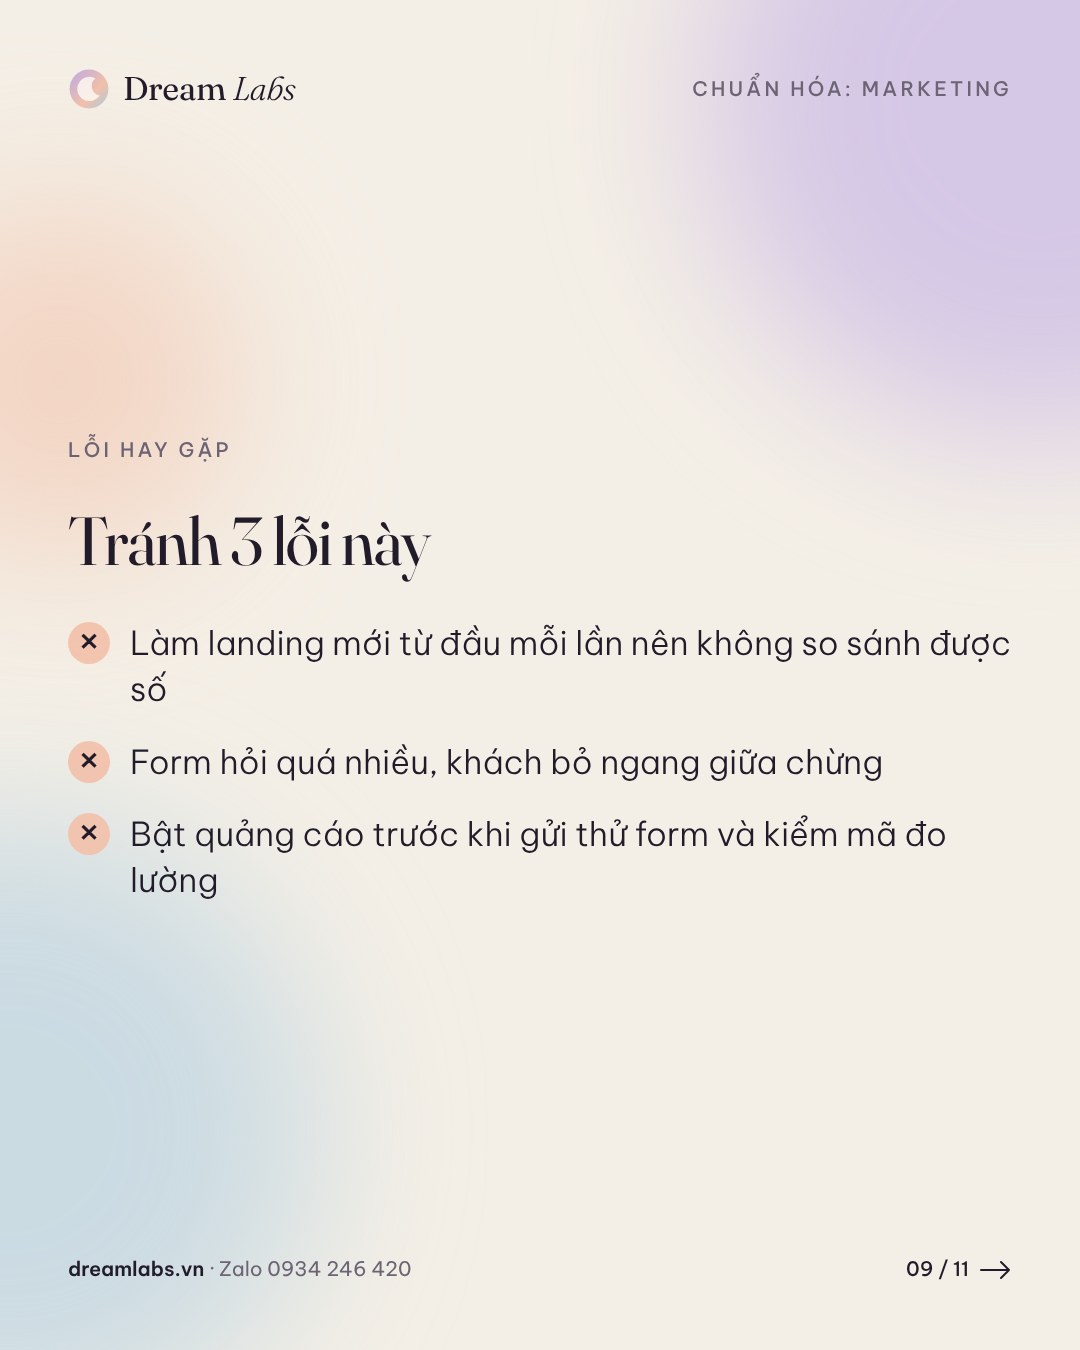 Dream Labs
CHUẨN HÓA: MARKETING
LỖI HAY GẶP
Tránh 3 lỗi này
Làm landing mới từ đầu mỗi lần nên không so sánh được
số
Form hỏi quá nhiều, khách bỏ ngang giữa chừng
Bật quảng cáo trước khi gửi thử form và kiểm mã đo
lường
dreamlabs.vn · Zalo 0934 246 420
09 / 11 →